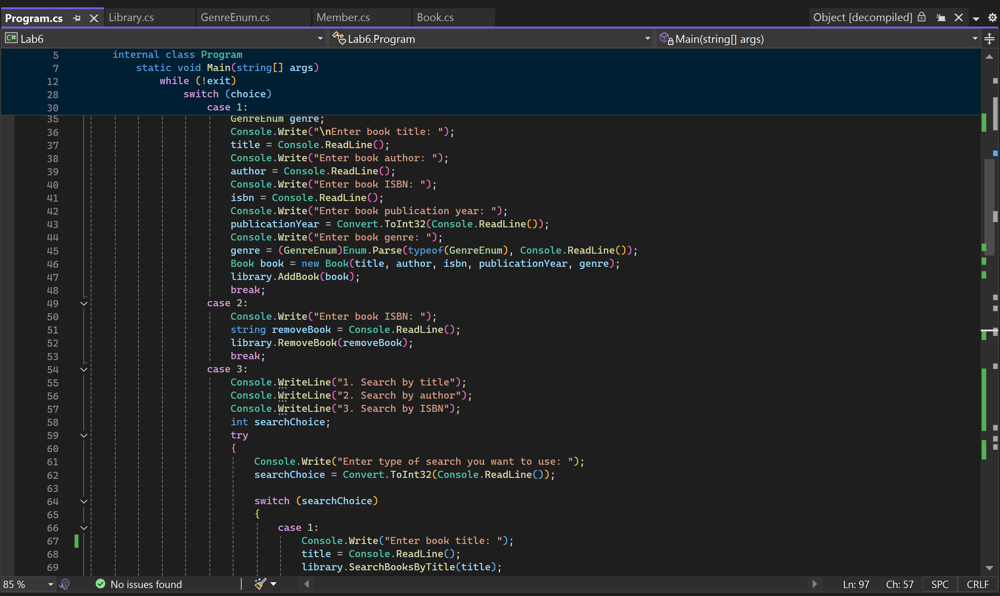 Program.cs Library.cs GenreEnum.cs Member.cs Book.cs Object [decompiled]
C# Lab6 Lab6.Program Main(string[] args)
5 internal class Program
7 static void Main(string[] args)
12 while (!exit)
28 switch (choice)
30 case 1:
35 GenreEnum genre;
36 Console.Write("\nEnter book title: ");
37 title = Console.ReadLine();
38 Console.Write("Enter book author: ");
39 author = Console.ReadLine();
40 Console.Write("Enter book ISBN: ");
41 isbn = Console.ReadLine();
42 Console.Write("Enter book publication year: ");
43 publicationYear = Convert.ToInt32(Console.ReadLine());
44 Console.Write("Enter book genre: ");
45 genre = (GenreEnum)Enum.Parse(typeof(GenreEnum), Console.ReadLine());
46 Book book = new Book(title, author, isbn, publicationYear, genre);
47 library.AddBook(book);
48 break;
49 case 2:
50 Console.Write("Enter book ISBN: ");
51 string removeBook = Console.ReadLine();
52 library.RemoveBook(removeBook);
53 break;
54 case 3:
55 Console.WriteLine("1. Search by title");
56 Console.WriteLine("2. Search by author");
57 Console.WriteLine("3. Search by ISBN");
58 int searchChoice;
59 try
60 {
61 Console.Write("Enter type of search you want to use: ");
62 searchChoice = Convert.ToInt32(Console.ReadLine());
63
64 switch (searchChoice)
65 {
66 case 1:
67 Console.Write("Enter book title: ");
68 title = Console.ReadLine();
69 library.SearchBooksByTitle(title);
85 % No issues found Ln: 97 Ch: 57 SPC CRLF